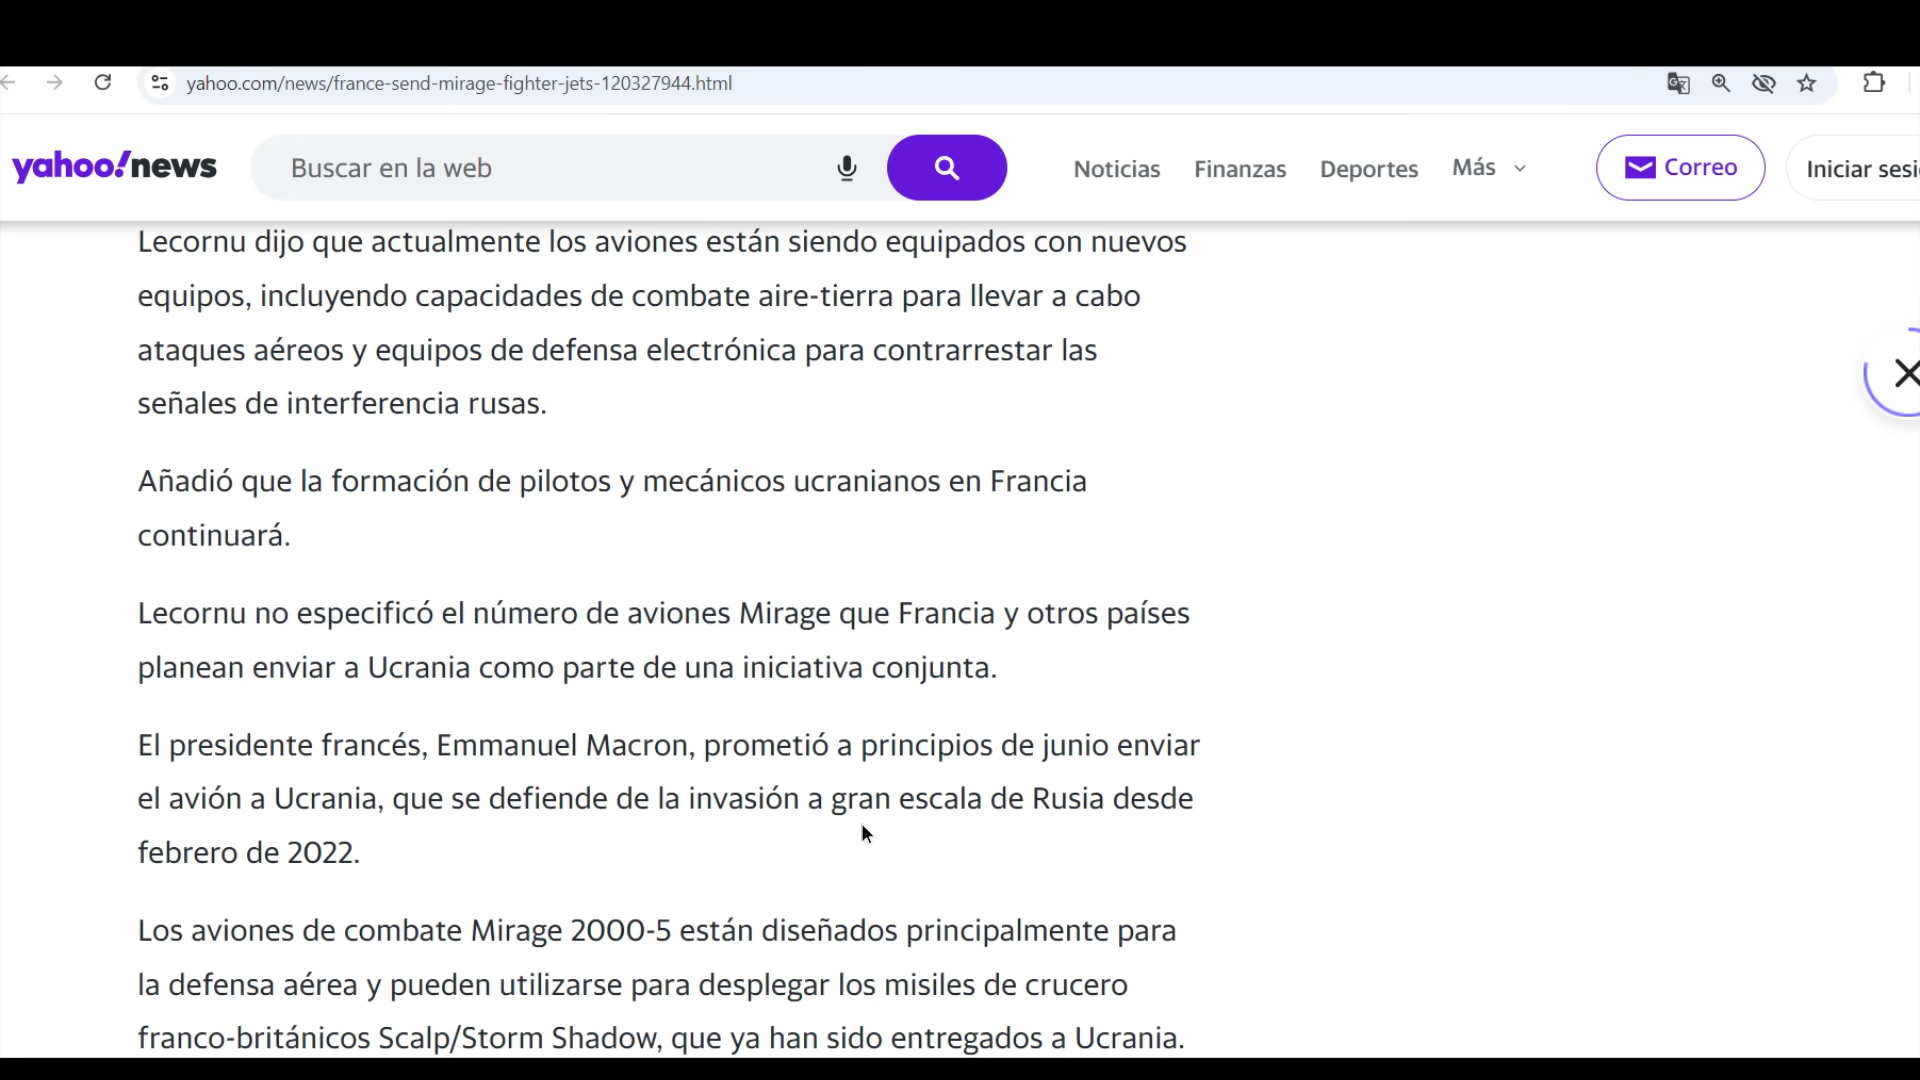 yahoo.com/news/france-send-mirage-fighter-jets-120327944.html
yahoo!news
Buscar en la web
Noticias
Finanzas
Deportes
Más
Correo
Iniciar sesi
Lecornu dijo que actualmente los aviones están siendo equipados con nuevos
equipos, incluyendo capacidades de combate aire-tierra para llevar a cabo
ataques aéreos y equipos de defensa electrónica para contrarrestar las
señales de interferencia rusas.
Añadió que la formación de pilotos y mecánicos ucranianos en Francia
continuará.
Lecornu no especificó el número de aviones Mirage que Francia y otros países
planean enviar a Ucrania como parte de una iniciativa conjunta.
El presidente francés, Emmanuel Macron, prometió a principios de junio enviar
el avión a Ucrania, que se defiende de la invasión a gran escala de Rusia desde
febrero de 2022.
Los aviones de combate Mirage 2000-5 están diseñados principalmente para
la defensa aérea y pueden utilizarse para desplegar los misiles de crucero
franco-británicos Scalp/Storm Shadow, que ya han sido entregados a Ucrania.